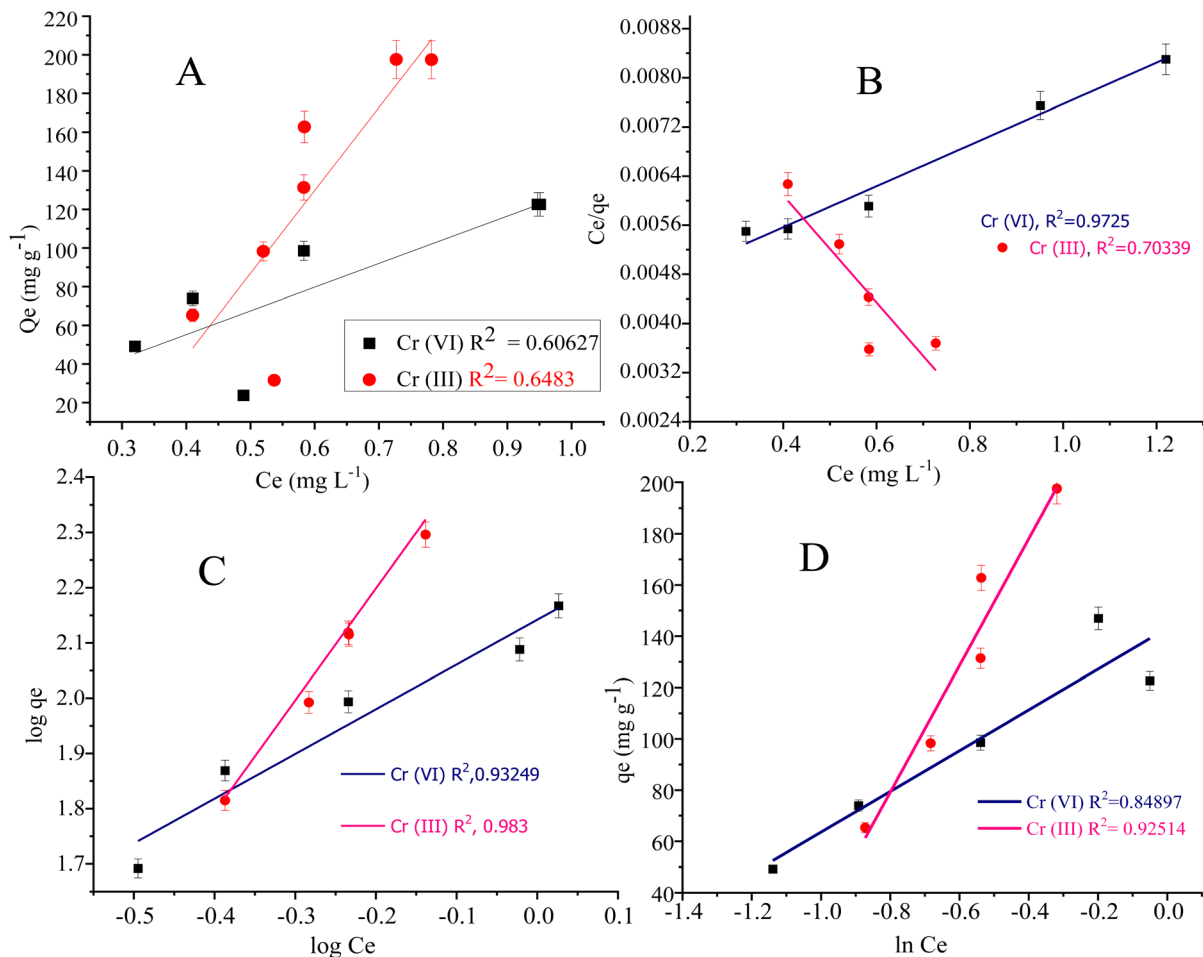 A
220
200
180
160
140
120
100
80
60
40
20
Qe (mg g⁻¹)
Cr (VI) R² = 0.60627
Cr (III) R²= 0.6483
0.3 0.4 0.5 0.6 0.7 0.8 0.9 1.0
Ce (mg L⁻¹)
B
0.0088
0.0080
0.0072
0.0064
0.0056
0.0048
0.0040
0.0032
0.0024
Ce/qe
Cr (VI), R²=0.9725
Cr (III), R²=0.70339
0.2 0.4 0.6 0.8 1.0 1.2
Ce (mg L⁻¹)
C
2.4
2.3
2.2
2.1
2.0
1.9
1.8
1.7
log qe
Cr (VI) R²,0.93249
Cr (III) R², 0.983
-0.5 -0.4 -0.3 -0.2 -0.1 0.0 0.1
log Ce
D
200
180
160
140
120
100
80
60
40
qe (mg g⁻¹)
Cr (VI) R²=0.84897
Cr (III) R²= 0.92514
-1.4 -1.2 -1.0 -0.8 -0.6 -0.4 -0.2 0.0
ln Ce